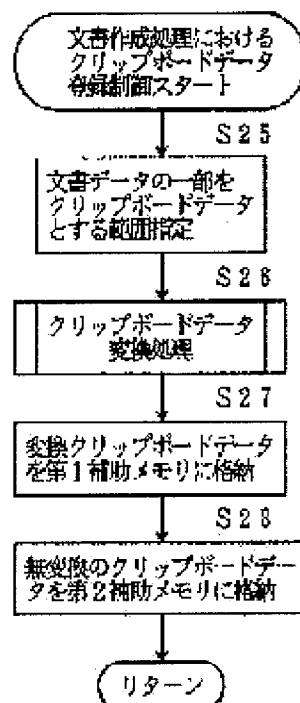 文書作成処理における
クリップボードデータ
登録制御スタート
S25
文書データの一部を
クリップボードデータ
とする範囲指定
S26
クリップボードデータ
変換処理
S27
変換クリップボードデータ
を第1補助メモリに格納
S28
無変換のクリップボードデー
タを第2補助メモリに格納
リターン